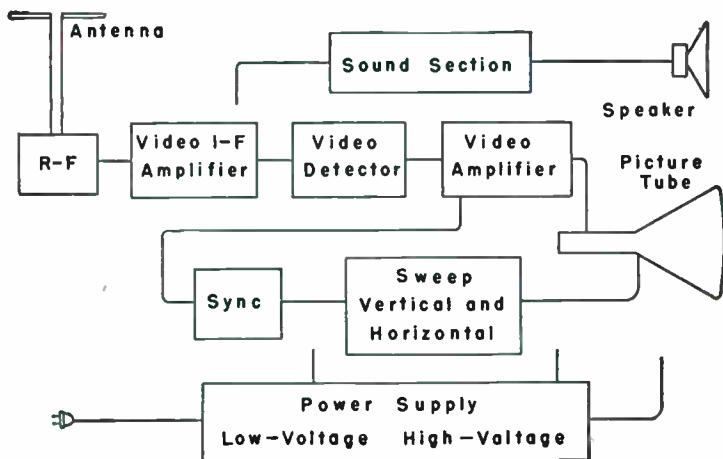 Antenna
Sound Section
Speaker
R-F
Video I-F
Amplifier
Video
Detector
Video
Amplifier
Picture
Tube
Sync
Sweep
Vertical and
Horizontal
Power Supply
Low-Voltage High-Valtage